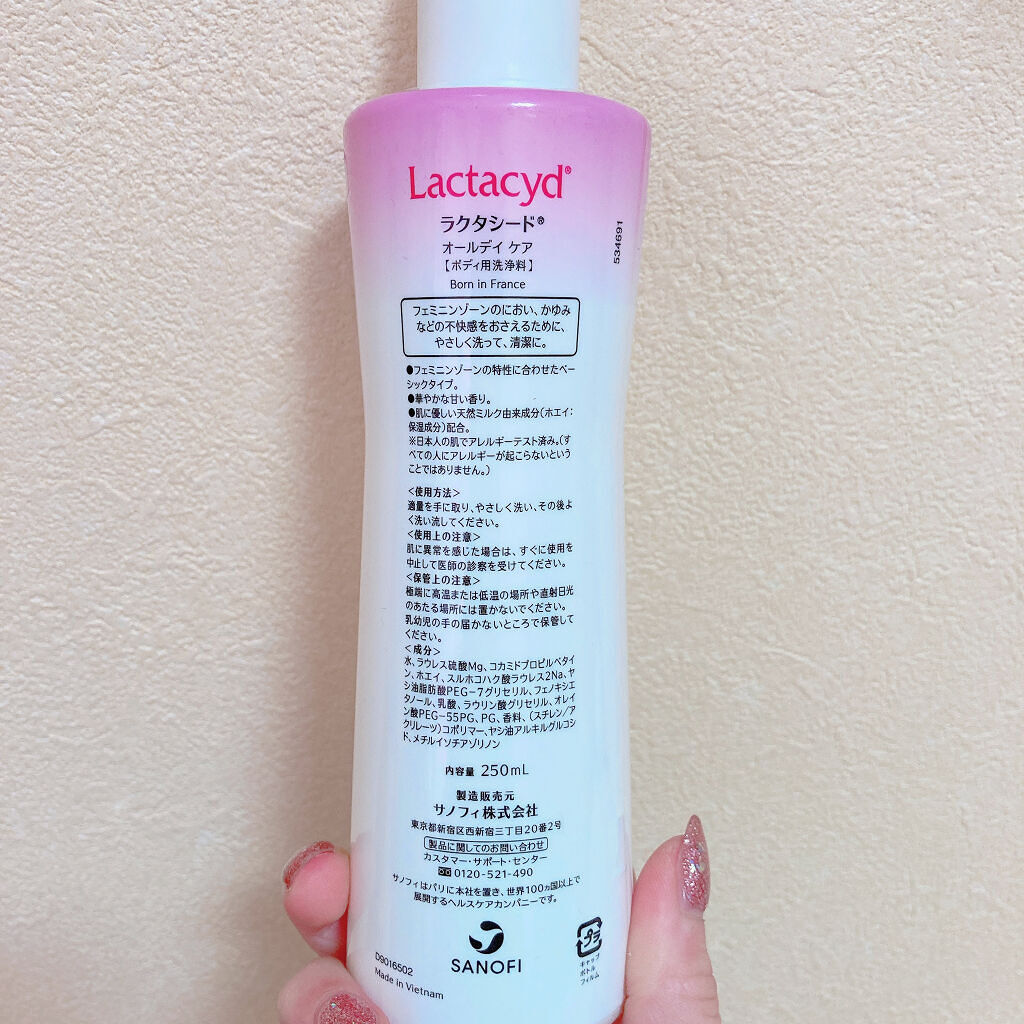 Lactacyd®
ラクタシード®
オールデイ ケア
【ボディ用洗浄料】
Born in France
534691
フェミニンゾーンのにおい、かゆみ
などの不快感をおさえるために、
やさしく洗って、清潔に。
●フェミニンゾーンの特性に合わせたベー
シックタイプ。
●華やかな甘い香り。
●肌に優しい天然ミルク由来成分(ホエイ:
保湿成分)配合。
※日本人の肌でアレルギーテスト済み。(す
べての人にアレルギーが起こらないという
ことではありません。)
<使用方法>
適量を手に取り、やさしく洗い、その後よ
く洗い流してください。
<使用上の注意>
肌に異常を感じた場合は、すぐに使用を
中止して医師の診察を受けてください。
<保管上の注意>
極端に高温または低温の場所や直射日光
のあたる場所には置かないでください。
乳幼児の手の届かないところで保管して
ください。
<成分>
水、ラウレス硫酸Mg、コカミドプロピルベタイ
ン、ホエイ、スルホコハク酸ラウレス2Na、ヤ
シ油脂肪酸PEG-7グリセリル、フェノキシエ
タノール、乳酸、ラウリン酸グリセリル、オレイ
ン酸PEG-55PG、PG、香料、(スチレン/ア
クリレーツ)コポリマー、ヤシ油アルキルグルコシ
ド、メチルイソチアゾリノン
内容量 250mL
製造販売元
サノフィ株式会社
東京都新宿区西新宿三丁目20番2号
製品に関してのお問い合わせ
カスタマー・サポート・センター
0120-521-490
サノフィはパリに本社を置き、世界100ヵ国以上で
展開するヘルスケアカンパニーです。
SANOFI
プラ
キャップ
ボトル
フィルム
D9016502
Made in Vietnam